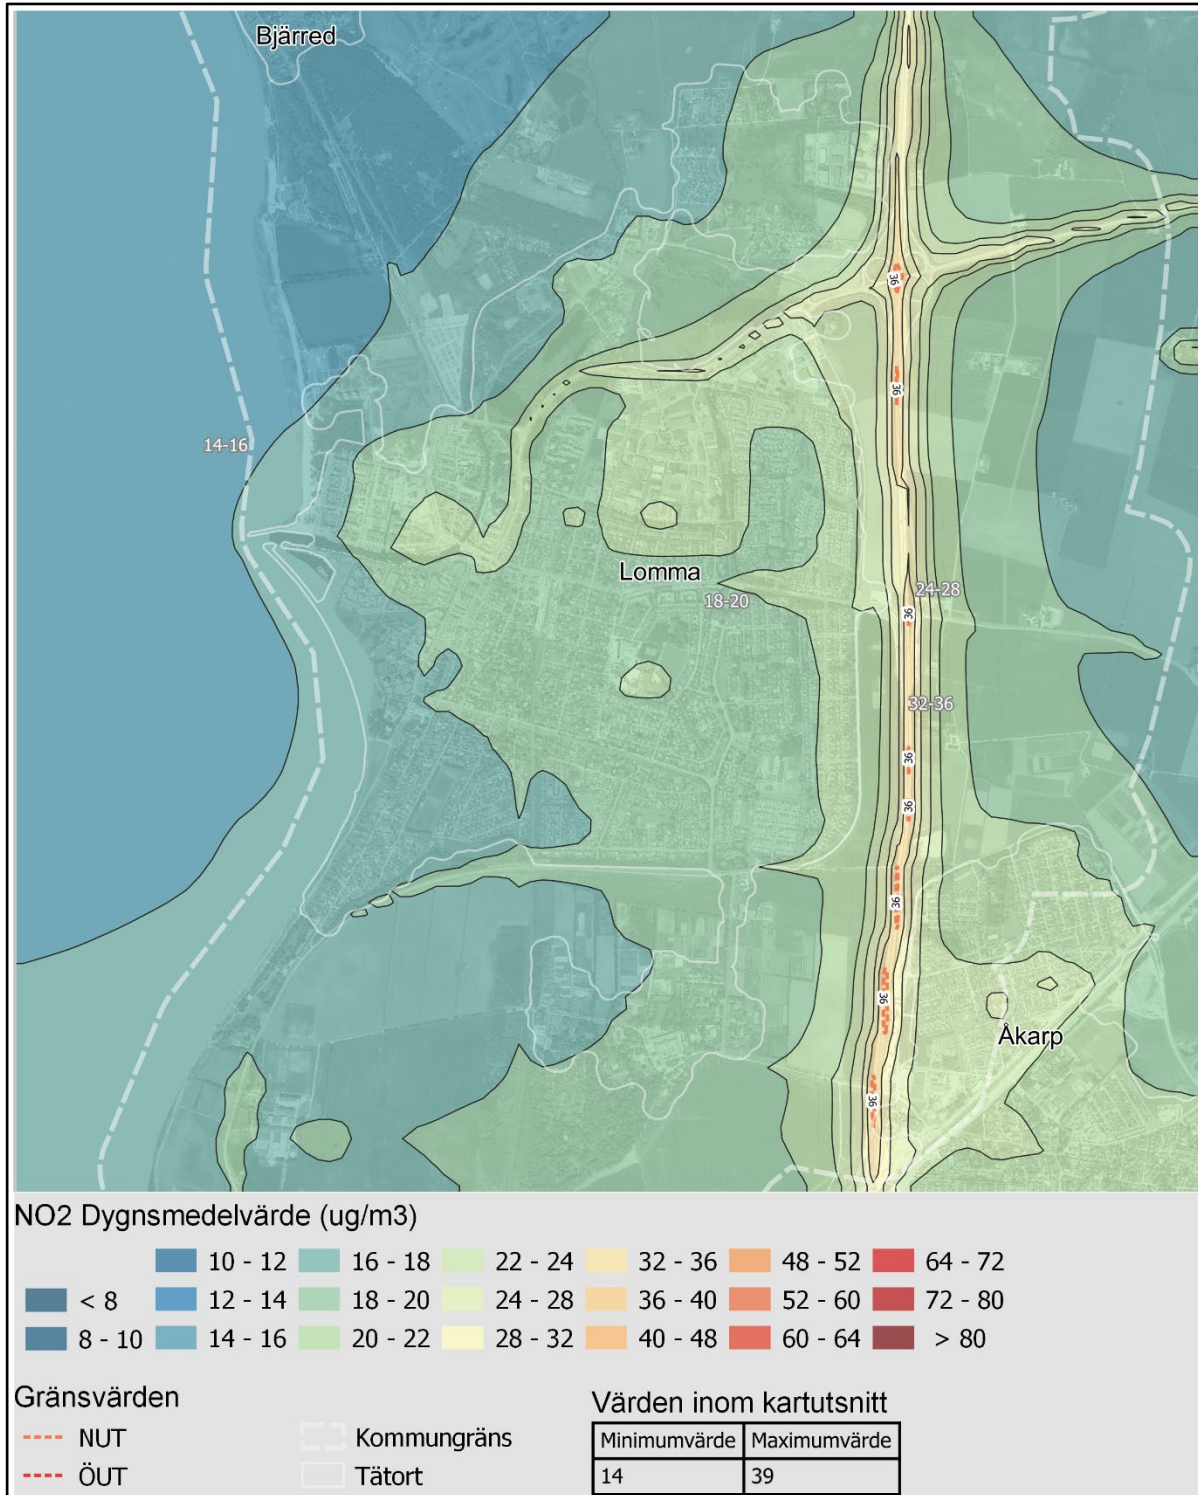 Bjärred
36
36
14-16
Lomma
18-20
24-28
36
32-36
36
36
36
36
Åkarp
36
NO2 Dygnsmedelvärde (ug/m3)
10 - 12 16 - 18 22 - 24 32 - 36 48 - 52 64 - 72
< 8 12 - 14 18 - 20 24 - 28 36 - 40 52 - 60 72 - 80
8 - 10 14 - 16 20 - 22 28 - 32 40 - 48 60 - 64 > 80
Gränsvärden
Värden inom kartutsnitt
NUT Kommungräns Minimumvärde Maximumvärde
ÖUT Tätort 14 39